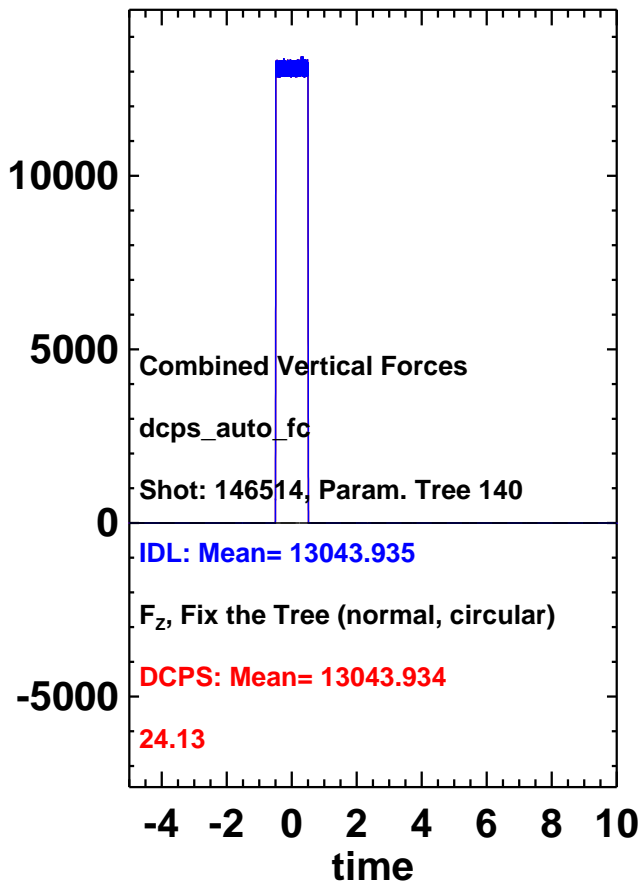 10000
5000
Combined Vertical Forces
dcps_auto_fc
Shot: 146514, Param. Tree 140
0
IDL: Mean= 13043.935
F_Z, Fix the Tree (normal, circular)
DCPS: Mean= 13043.934
-5000
24.13
-4 -2 0 2 4 6 8 10
time